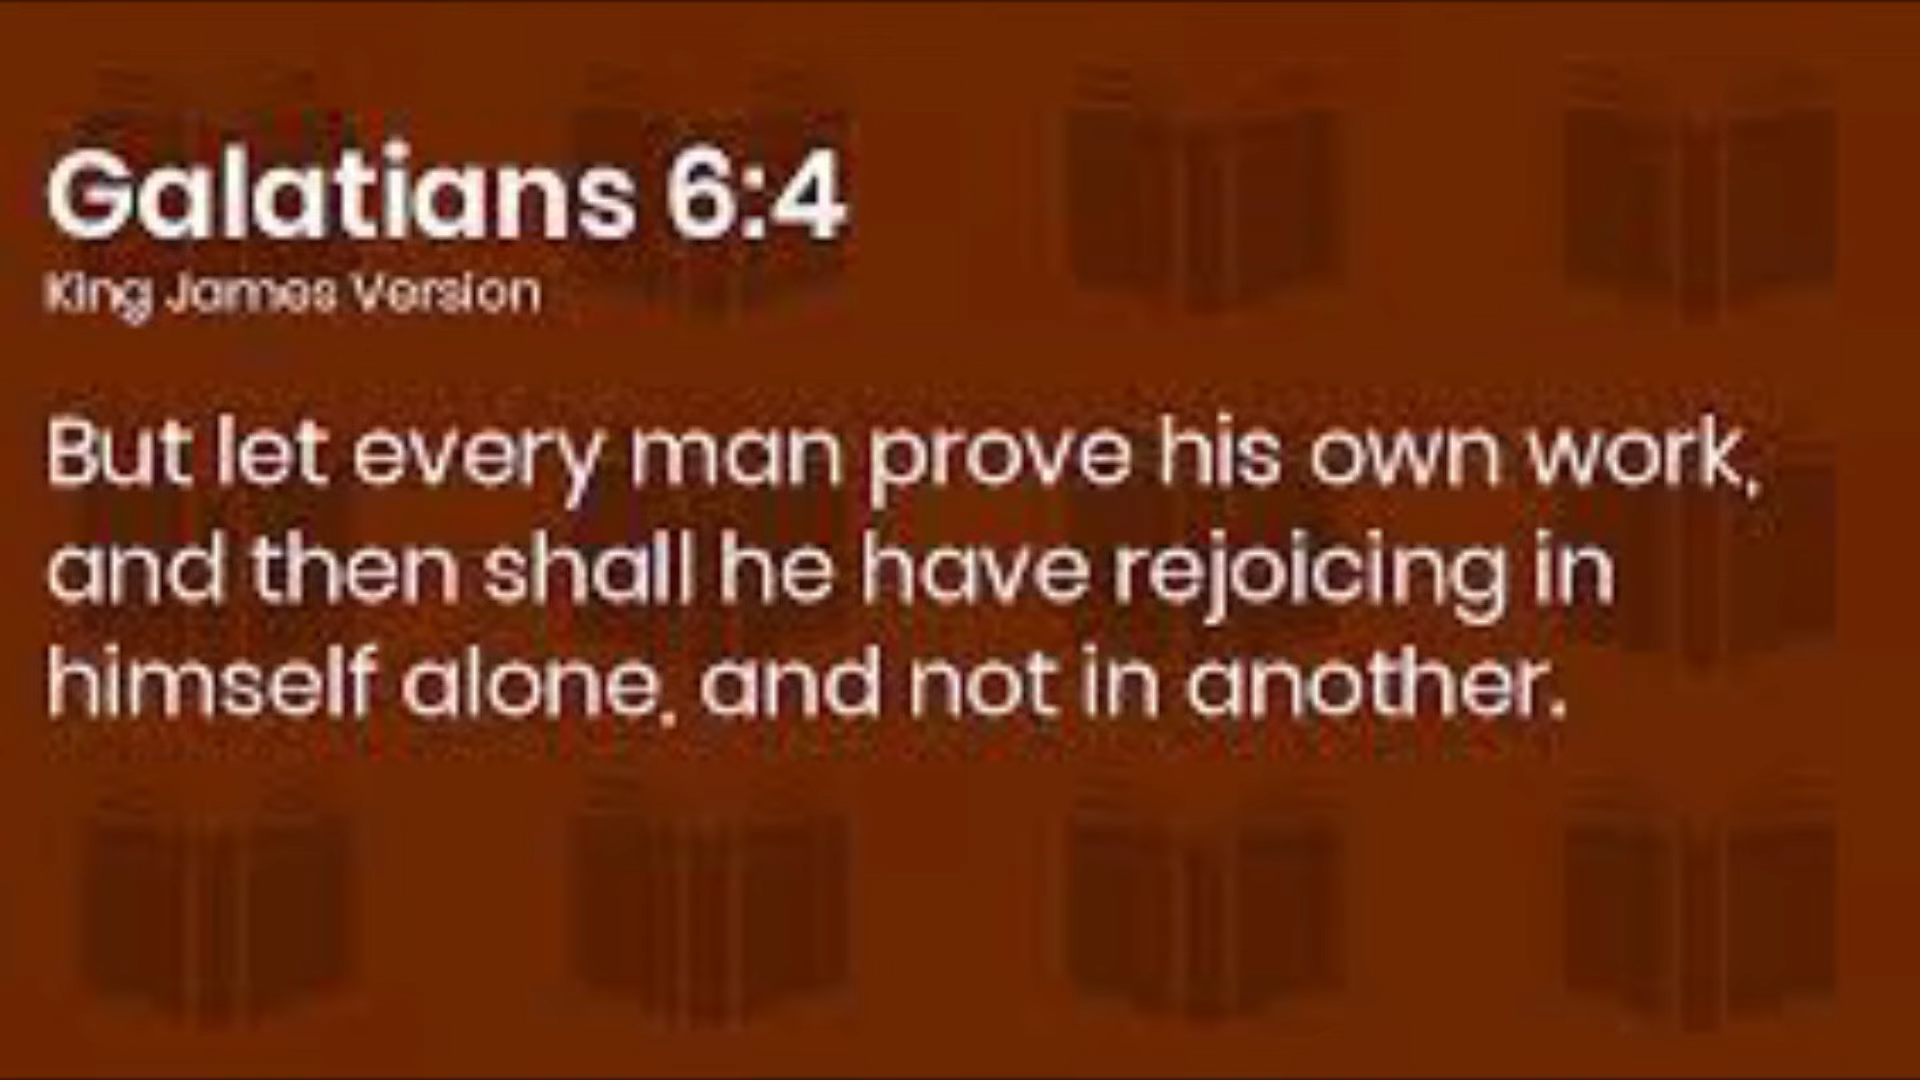 Galatians 6:4
King James Version
But let every man prove his own work,
and then shall he have rejoicing in
himself alone, and not in another.